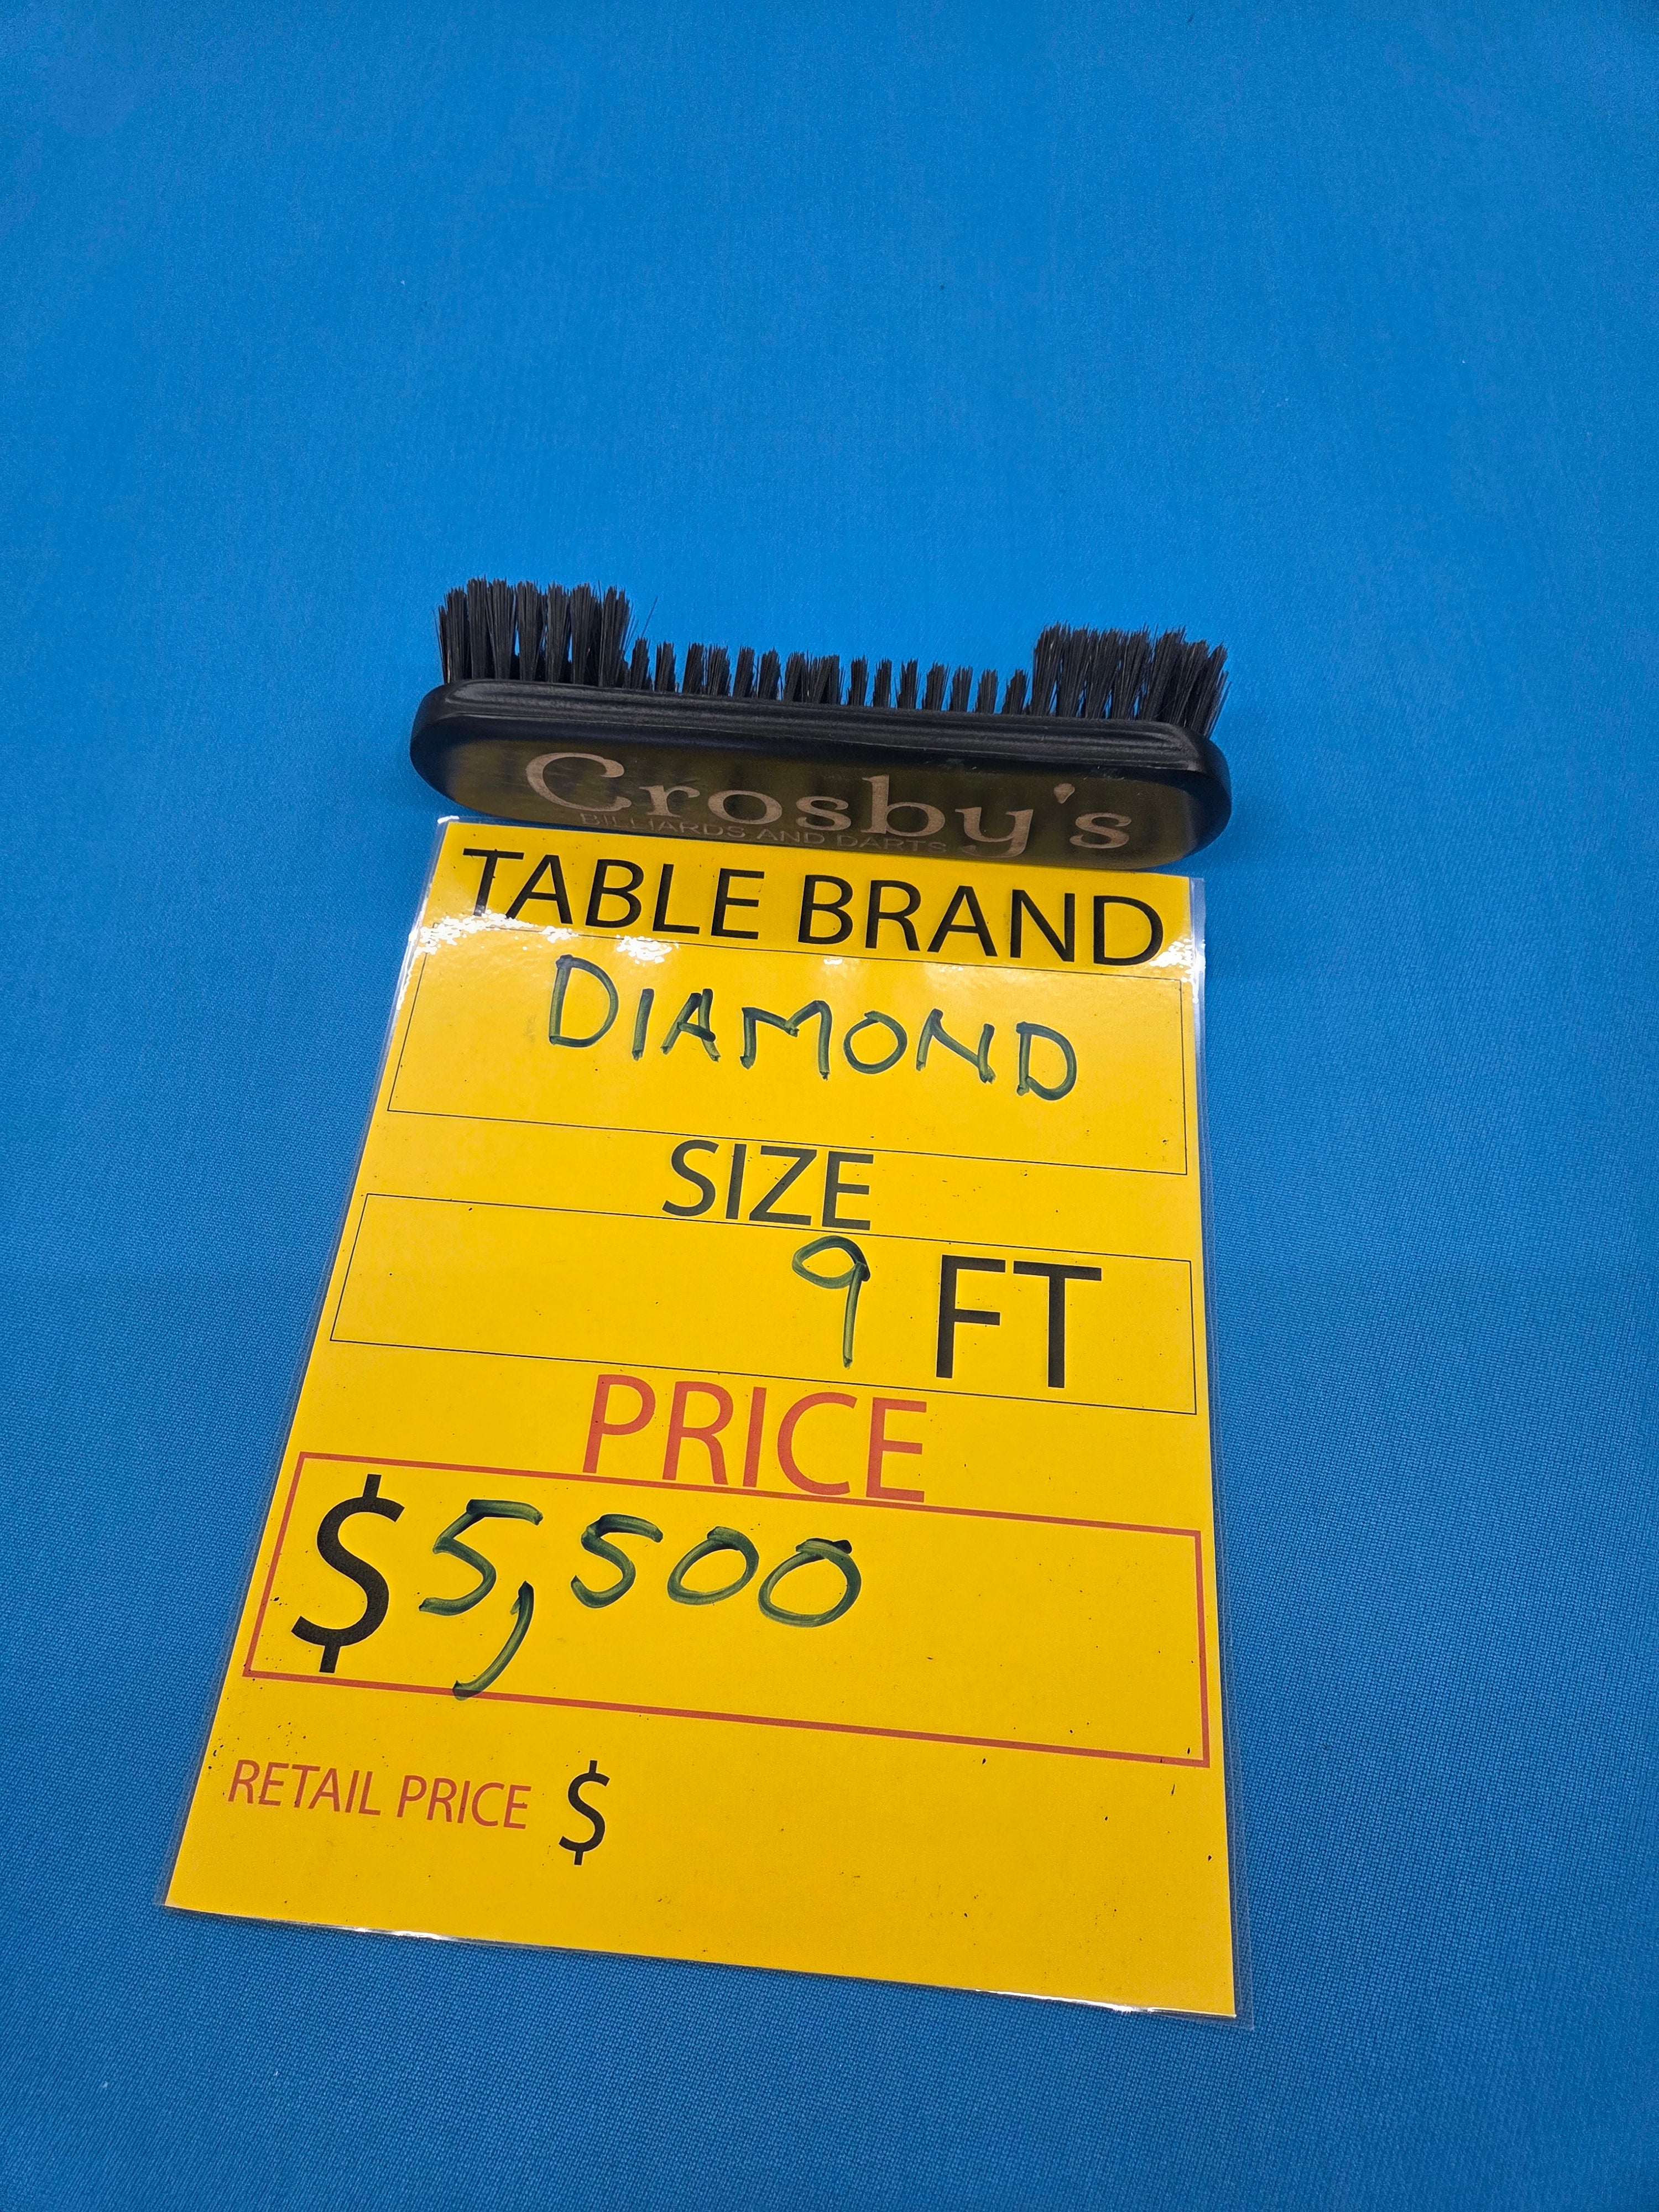 Crosby's
BILLIARDS AND DARTS
TABLE BRAND
DIAMOND
SIZE
9 FT
PRICE
$5,500
RETAIL PRICE $